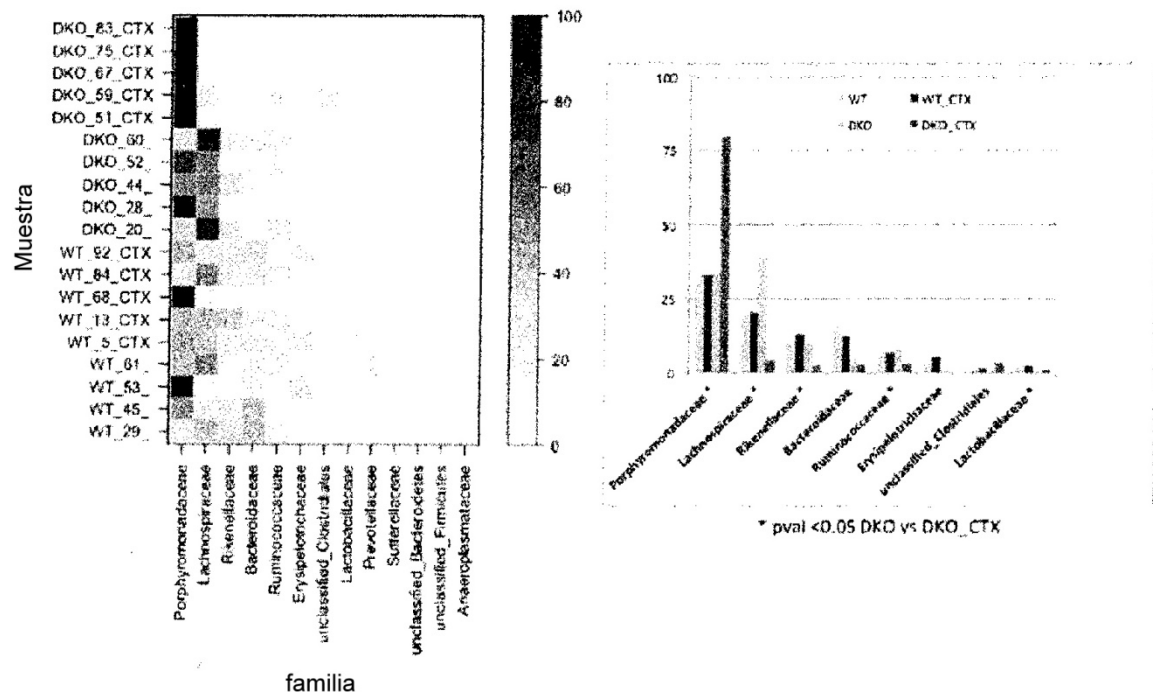 Muestra
DKO_83_CTX
DKO_75_CTX
DKO_67_CTX
DKO_59_CTX
DKO_51_CTX
DKO_60_
DKO_52_
DKO_44_
DKO_28_
DKO_20_
WT_92_CTX
WT_84_CTX
WT_68_CTX
WT_13_CTX
WT_5_CTX
WT_61_
WT_53_
WT_45_
WT_29_
Porphyromonadaceae
Lachnospiraceae
Rikenellaceae
Bacteroidaceae
Ruminococcaceae
Erysipelotrichaceae
unclassified_Clostridiales
Lactobacillaceae
Prevotellaceae
Sutterellaceae
unclassified_Bacteroidetes
unclassified_Firmicutes
Anaeroplasmataceae
familia
100
80
60
40
20
0
100
75
50
25
0
WT
WT_CTX
DKO
DKO_CTX
Porphyromonadaceae *
Lachnospiraceae *
Rikenellaceae *
Bacteroidaceae
Ruminococcaceae *
Erysipelotrichaceae
unclassified_Clostridiales
Lactobacillaceae *
* pval <0.05 DKO vs DKO_CTX